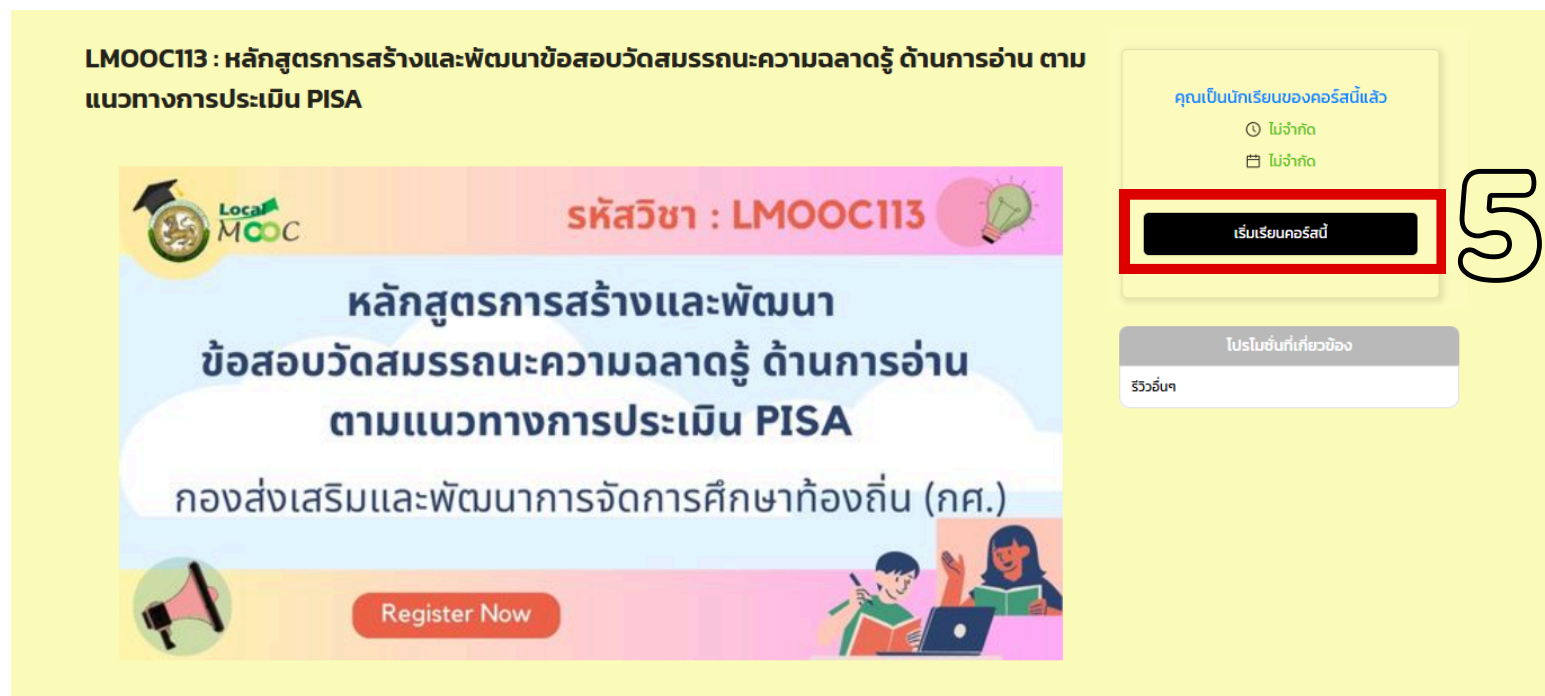 LMOOC113 : หลักสูตรการสร้างและพัฒนาข้อสอบวัดสมรรถนะความฉลาดรู้ ด้านการอ่าน ตาม
แนวทางการประเมิน PISA
คุณเป็นนักเรียนของคอร์สนี้แล้ว
ไม่จำกัด
ไม่จำกัด
เริ่มเรียนคอร์สนี้
5
โปรโมชั่นที่เกี่ยวข้อง
รีวิวอื่นๆ
Local
MOOC
รหัสวิชา : LMOOC113
หลักสูตรการสร้างและพัฒนา
ข้อสอบวัดสมรรถนะความฉลาดรู้ ด้านการอ่าน
ตามแนวทางการประเมิน PISA
กองส่งเสริมและพัฒนาการจัดการศึกษาท้องถิ่น (กศ.)
Register Now